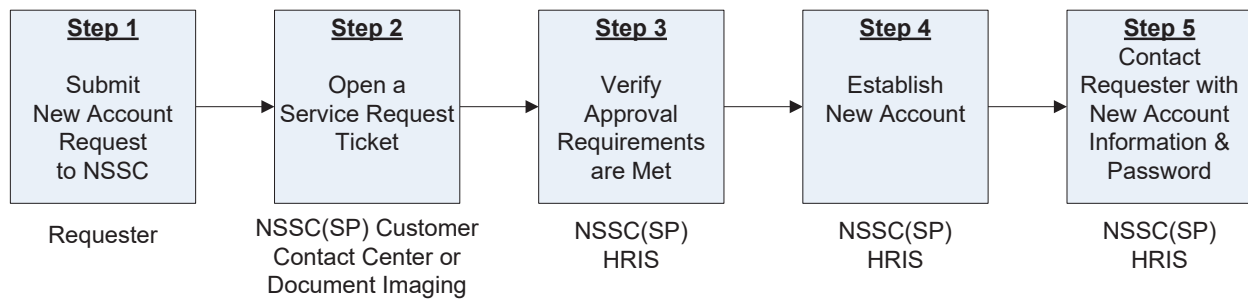 Step 1
Submit
New Account
Request
to NSSC
Requester
Step 2
Open a
Service Request
Ticket
NSSC(SP) Customer
Contact Center or
Document Imaging
Step 3
Verify
Approval
Requirements
are Met
NSSC(SP)
HRIS
Step 4
Establish
New Account
NSSC(SP)
HRIS
Step 5
Contact
Requester with
New Account
Information &
Password
NSSC(SP)
HRIS